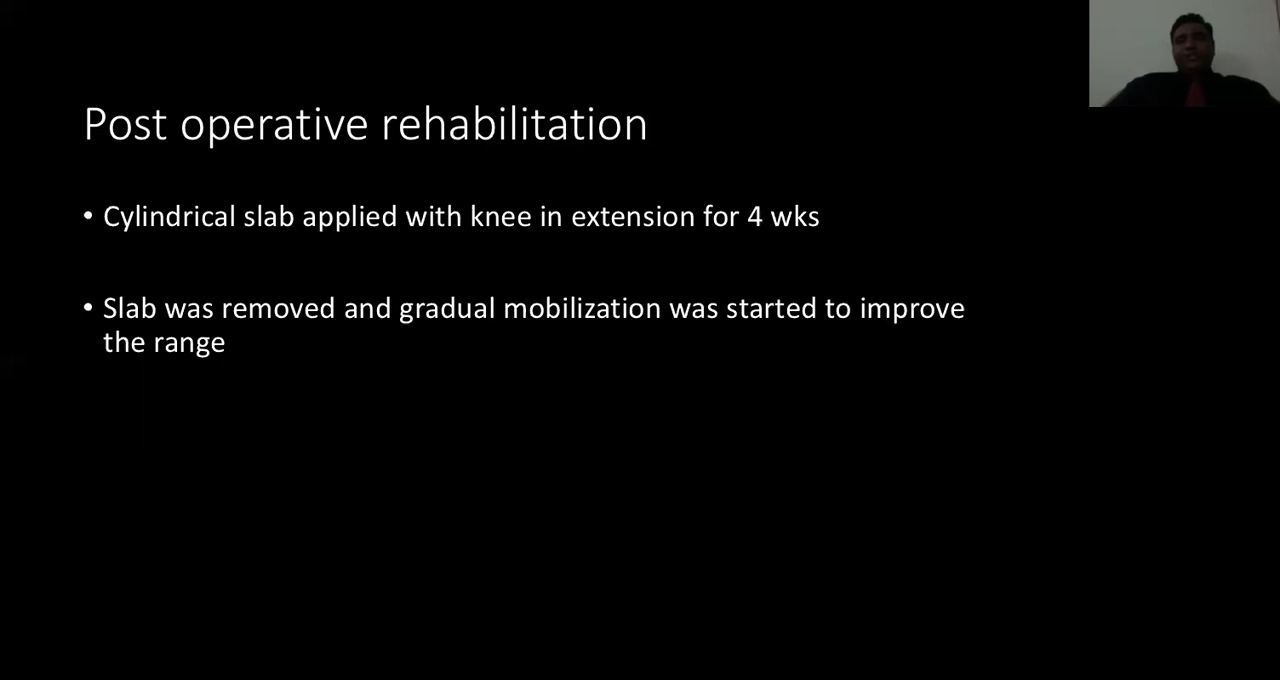 Post operative rehabilitation
• Cylindrical slab applied with knee in extension for 4 wks
• Slab was removed and gradual mobilization was started to improve
the range